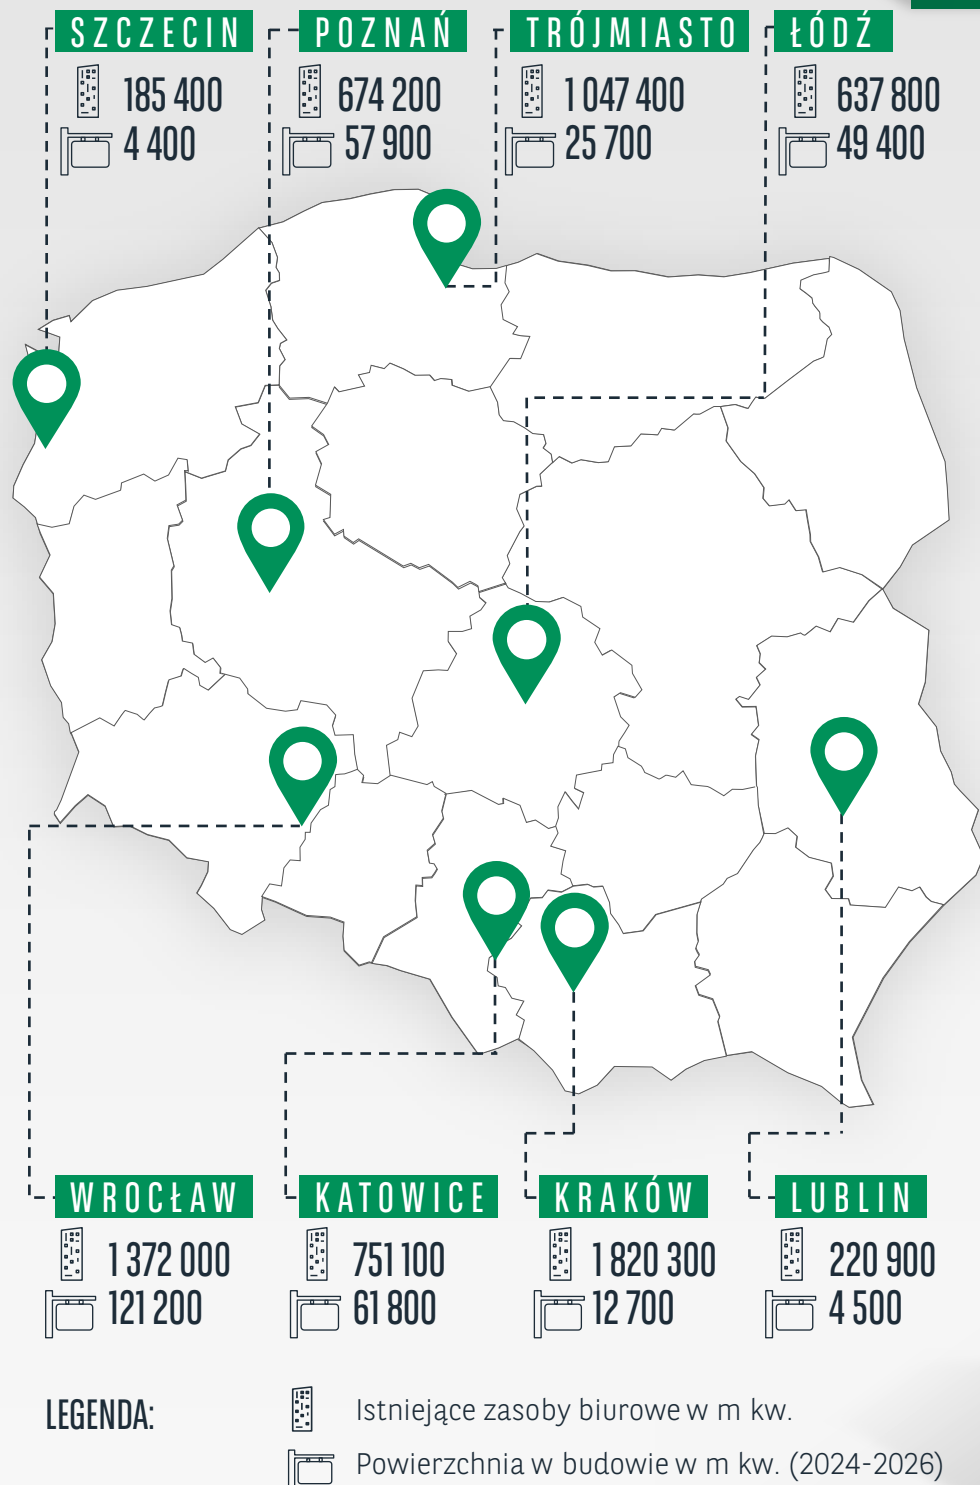 SZCZECIN
185 400
4 400
POZNAŃ
674 200
57 900
TRÓJMIASTO
1 047 400
25 700
ŁÓDŹ
637 800
49 400
WROCŁAW
1 372 000
121 200
KATOWICE
751 100
61 800
KRAKÓW
1 820 300
12 700
LUBLIN
220 900
4 500
LEGENDA:
Istniejące zasoby biurowe w m kw.
Powierzchnia w budowie w m kw. (2024-2026)